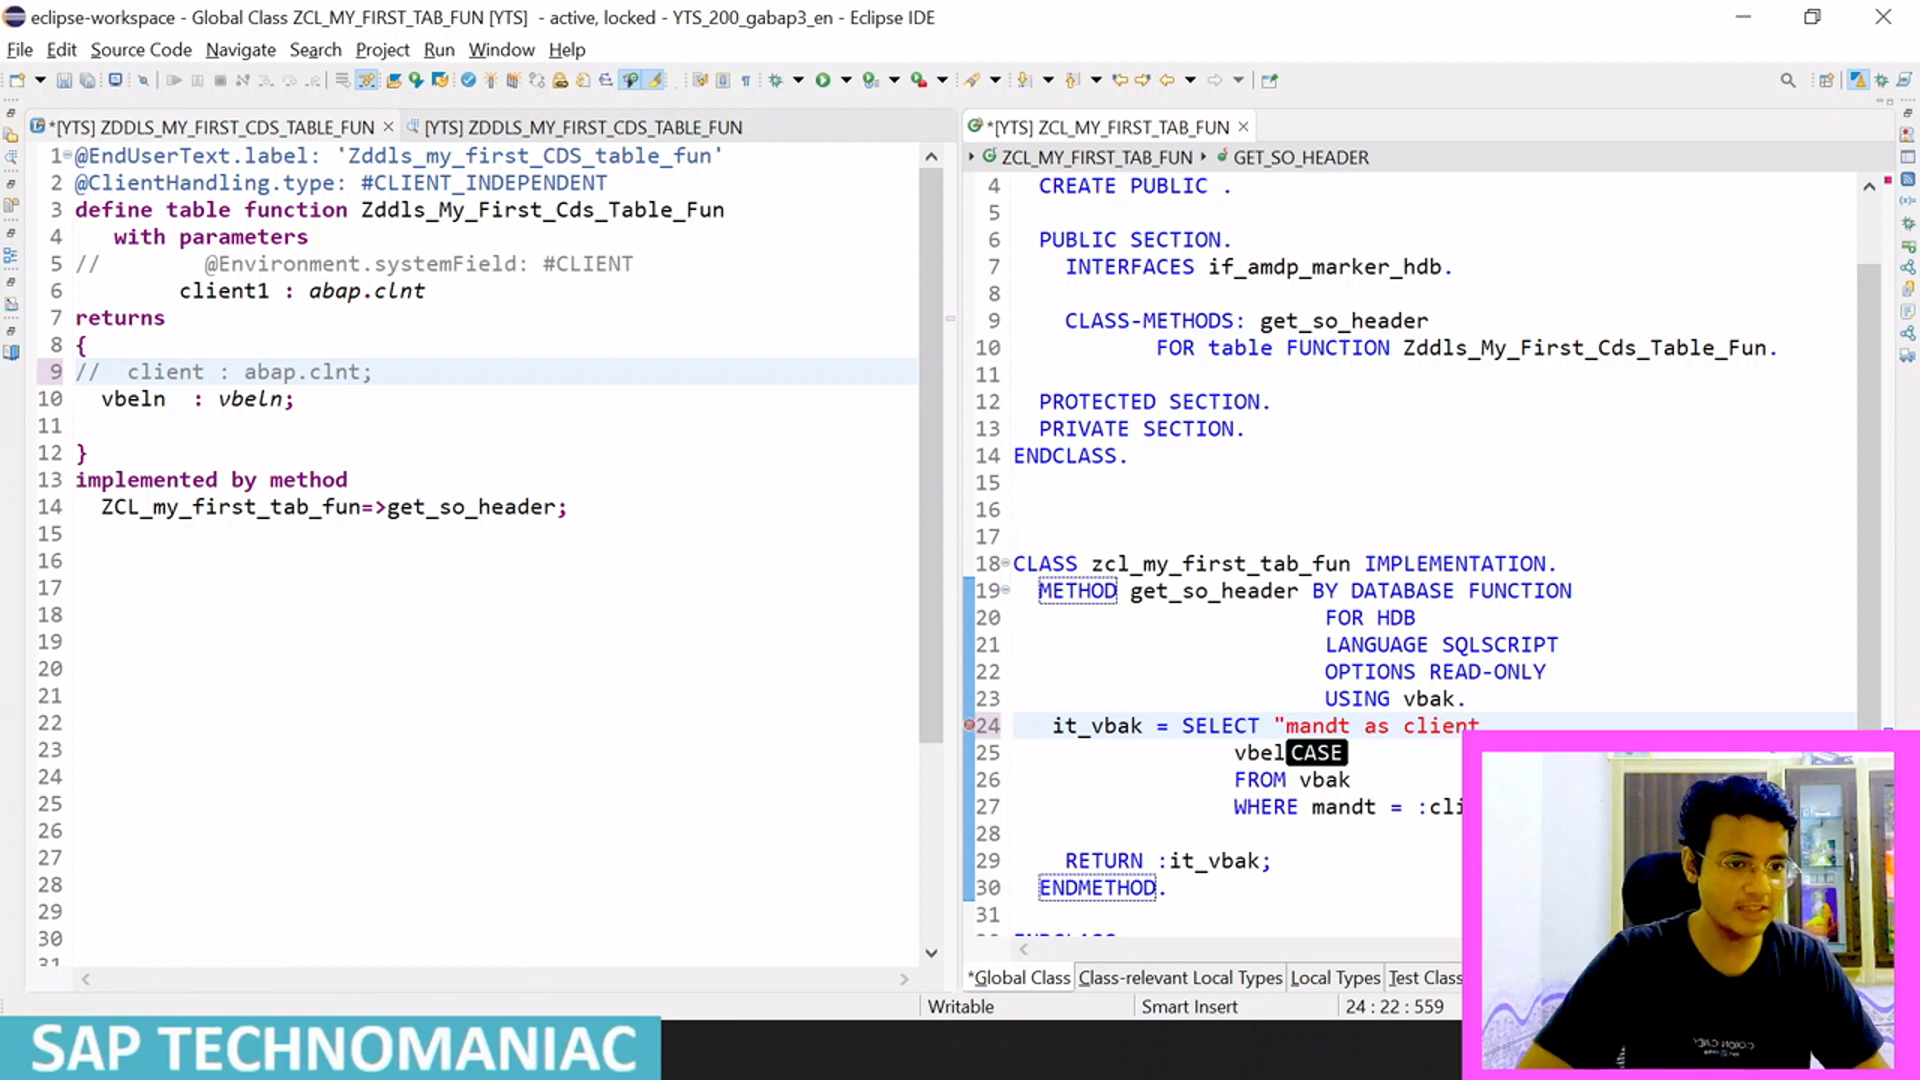 eclipse-workspace - Global Class ZCL_MY_FIRST_TAB_FUN [YTS]  - active, locked - YTS_200_gabap3_en - Eclipse IDE
File Edit Source Code Navigate Search Project Run Window Help
*[YTS] ZDDLS_MY_FIRST_CDS_TABLE_FUN
[YTS] ZDDLS_MY_FIRST_CDS_TABLE_FUN
1 @EndUserText.label: 'Zddls_my_first_CDS_table_fun'
2 @ClientHandling.type: #CLIENT_INDEPENDENT
3 define table function Zddls_My_First_Cds_Table_Fun
4 with parameters
5 // @Environment.systemField: #CLIENT
6 client1 : abap.clnt
7 returns
8 {
9 // client : abap.clnt;
10 vbeln : vbeln;
11
12 }
13 implemented by method
14 ZCL_my_first_tab_fun=>get_so_header;
15
16
17
18
19
20
21
22
23
24
25
26
27
28
29
30
31
*[YTS] ZCL_MY_FIRST_TAB_FUN
ZCL_MY_FIRST_TAB_FUN GET_SO_HEADER
4 CREATE PUBLIC .
5
6 PUBLIC SECTION.
7 INTERFACES if_amdp_marker_hdb.
8
9 CLASS-METHODS: get_so_header
10 FOR table FUNCTION Zddls_My_First_Cds_Table_Fun.
11
12 PROTECTED SECTION.
13 PRIVATE SECTION.
14 ENDCLASS.
15
16
17
18 CLASS zcl_my_first_tab_fun IMPLEMENTATION.
19 METHOD get_so_header BY DATABASE FUNCTION
20 FOR HDB
21 LANGUAGE SQLSCRIPT
22 OPTIONS READ-ONLY
23 USING vbak.
24 it_vbak = SELECT "mandt as client
25 vbel CASE
26 FROM vbak
27 WHERE mandt = :cli
28
29 RETURN :it_vbak;
30 ENDMETHOD.
31
*Global Class Class-relevant Local Types Local Types Test Class
Writable Smart Insert 24 : 22 : 559
SAP TECHNOMANIAC